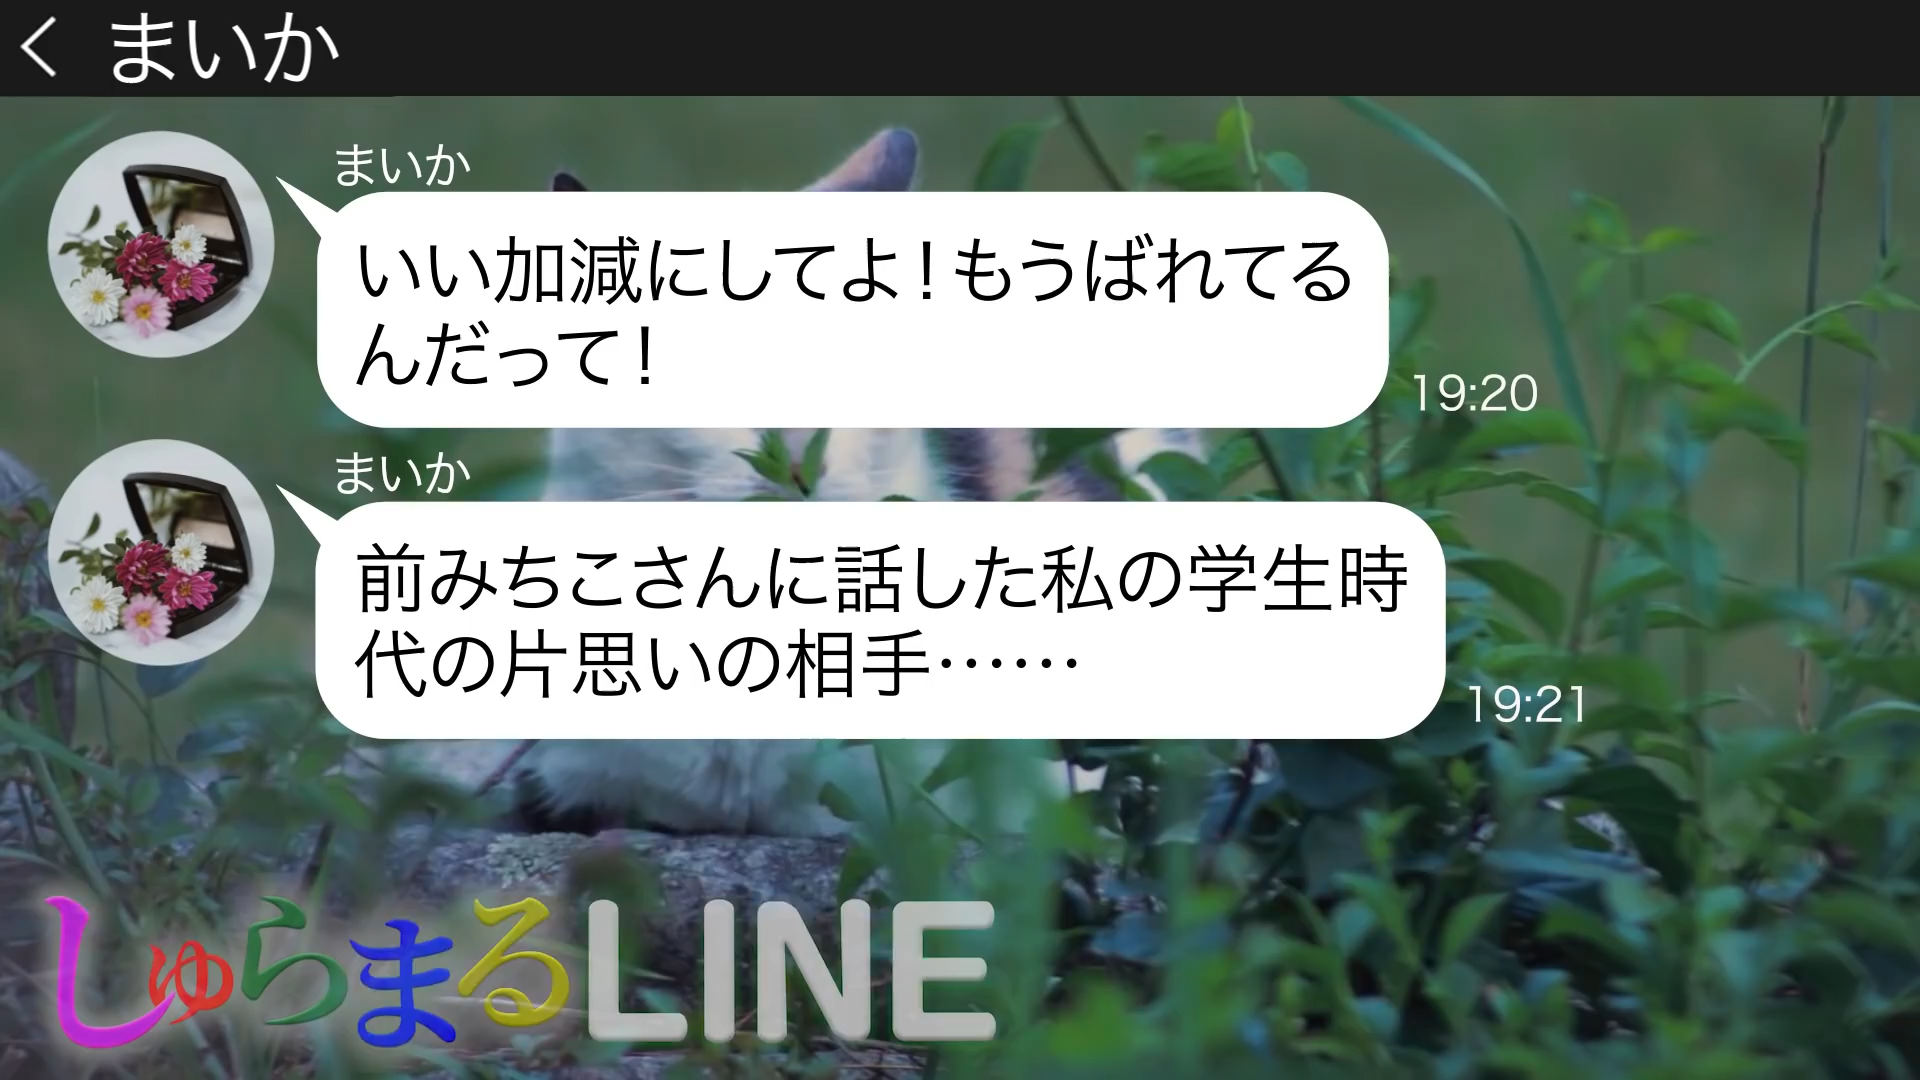 まいか
まいか
いい加減にしてよ！もうばれてる
んだって！
19:20
まいか
前みちこさんに話した私の学生時
代の片思いの相手……
19:21
しゅらまるLINE